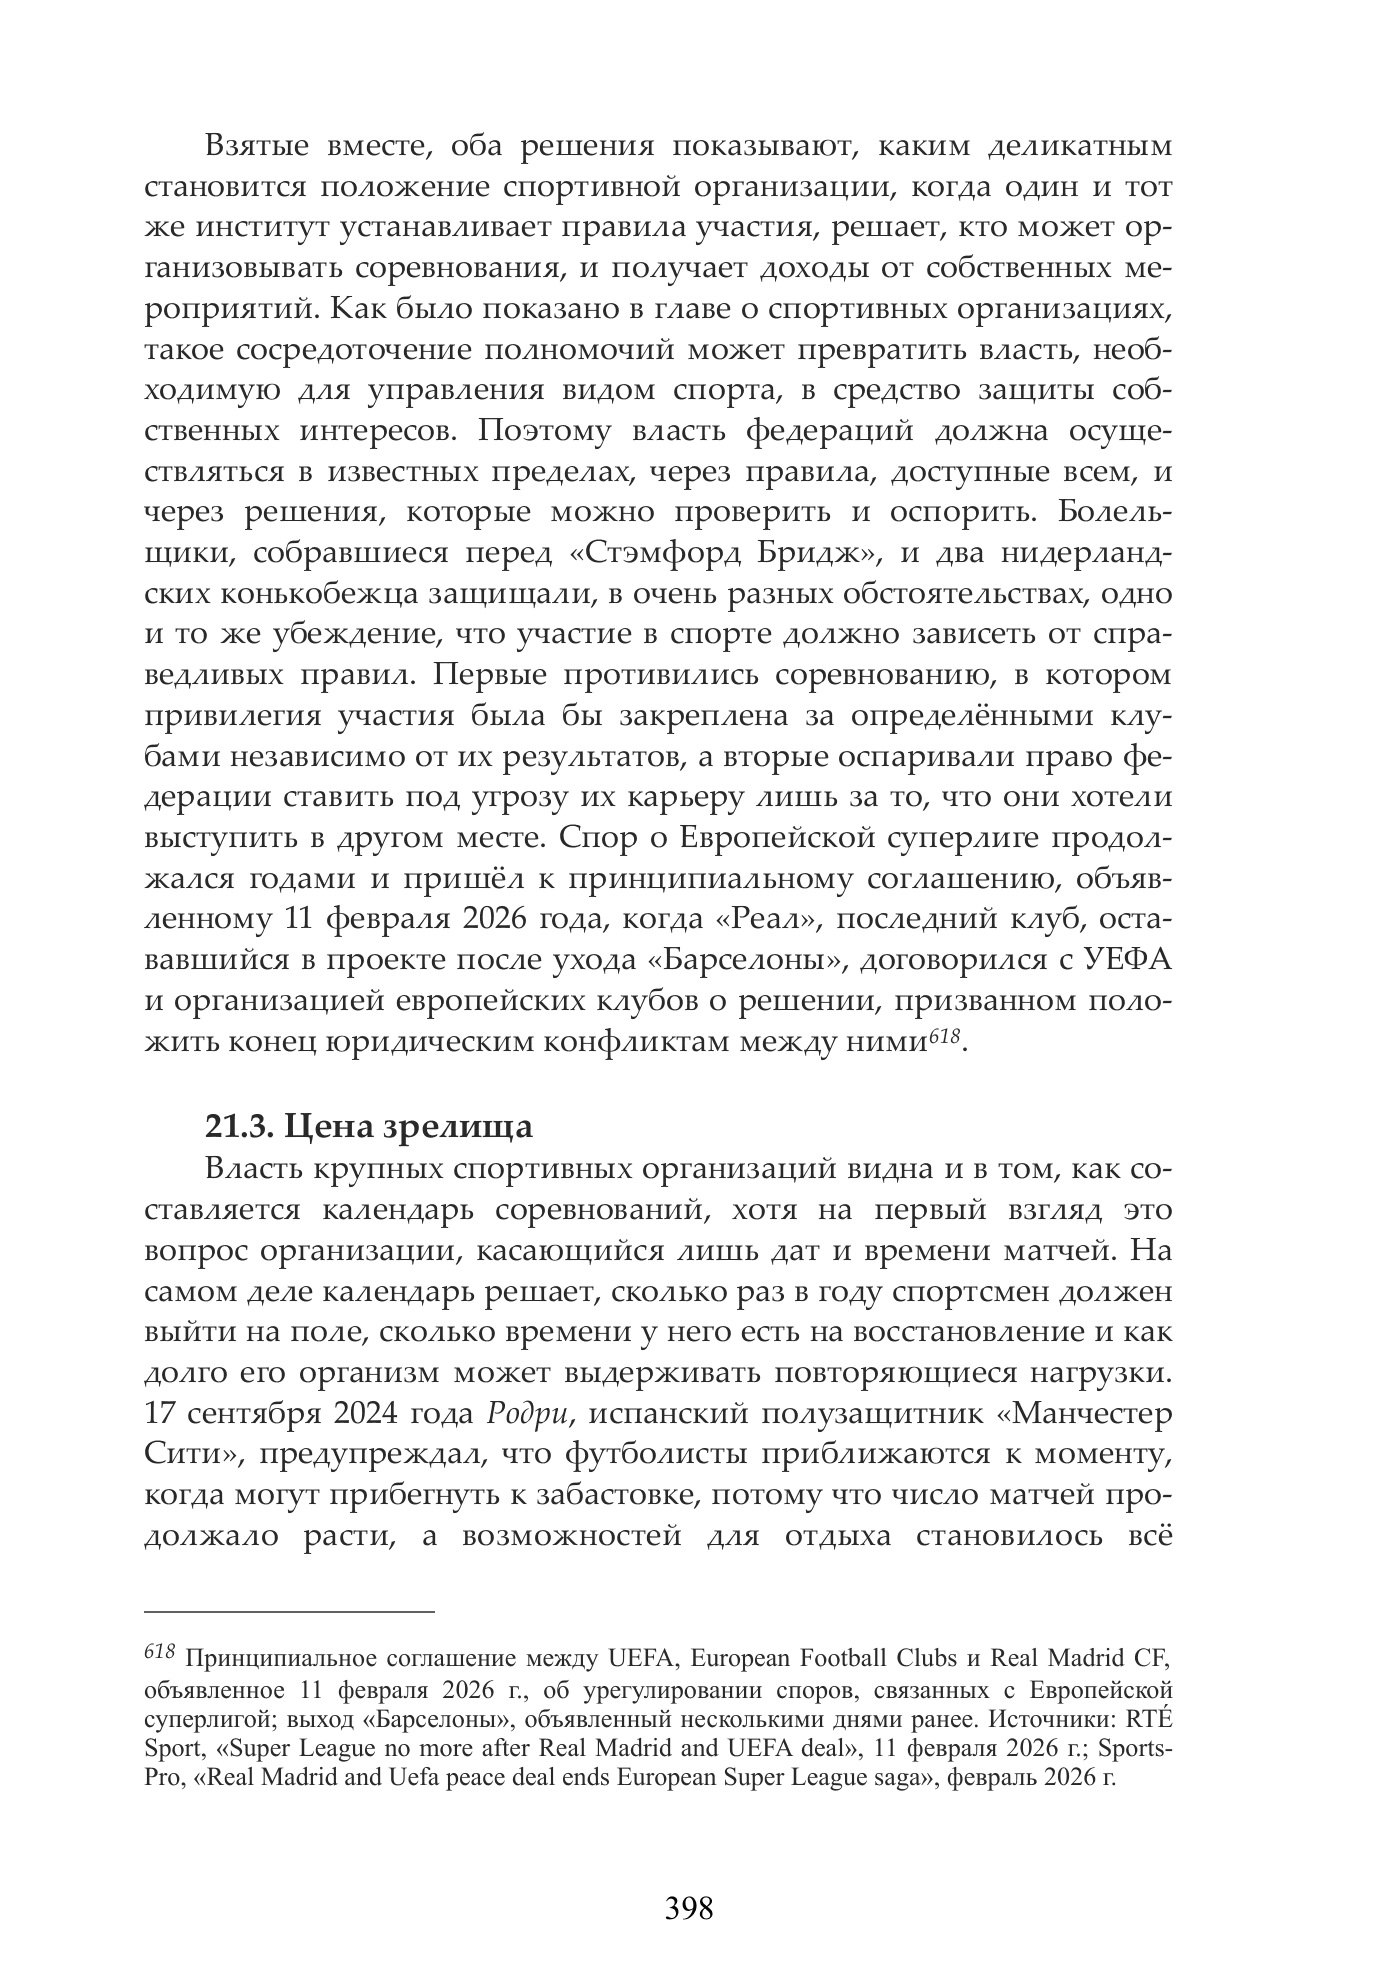 Взятые вместе, оба решения показывают, каким деликатным
становится положение спортивной организации, когда один и тот
же институт устанавливает правила участия, решает, кто может ор-
ганизовывать соревнования, и получает доходы от собственных ме-
роприятий. Как было показано в главе о спортивных организациях,
такое сосредоточение полномочий может превратить власть, необ-
ходимую для управления видом спорта, в средство защиты соб-
ственных интересов. Поэтому власть федераций должна осуще-
ствляться в известных пределах, через правила, доступные всем, и
через решения, которые можно проверить и оспорить. Болель-
щики, собравшиеся перед «Стэмфорд Бридж», и два нидерланд-
ских конькобежца защищали, в очень разных обстоятельствах, одно
и то же убеждение, что участие в спорте должно зависеть от спра-
ведливых правил. Первые противились соревнованию, в котором
привилегия участия была бы закреплена за определёнными клу-
бами независимо от их результатов, а вторые оспаривали право фе-
дерации ставить под угрозу их карьеру лишь за то, что они хотели
выступить в другом месте. Спор о Европейской суперлиге продол-
жался годами и пришёл к принципиальному соглашению, объяв-
ленному 11 февраля 2026 года, когда «Реал», последний клуб, оста-
вавшийся в проекте после ухода «Барселоны», договорился с УЕФА
и организацией европейских клубов о решении, призванном поло-
жить конец юридическим конфликтам между ними618.
21.3. Цена зрелища
Власть крупных спортивных организаций видна и в том, как со-
ставляется календарь соревнований, хотя на первый взгляд это
вопрос организации, касающийся лишь дат и времени матчей. На
самом деле календарь решает, сколько раз в году спортсмен должен
выйти на поле, сколько времени у него есть на восстановление и как
долго его организм может выдерживать повторяющиеся нагрузки.
17 сентября 2024 года Родри, испанский полузащитник «Манчестер
Сити», предупреждал, что футболисты приближаются к моменту,
когда могут прибегнуть к забастовке, потому что число матчей про-
должало расти, а возможностей для отдыха становилось всё
618 Принципиальное соглашение между UEFA, European Football Clubs и Real Madrid CF,
объявленное 11 февраля 2026 г., об урегулировании споров, связанных с Европейской
суперлигой; выход «Барселоны», объявленный несколькими днями ранее. Источники: RTÉ
Sport, «Super League no more after Real Madrid and UEFA deal», 11 февраля 2026 г.; Sports-
Pro, «Real Madrid and Uefa peace deal ends European Super League saga», февраль 2026 г.
398